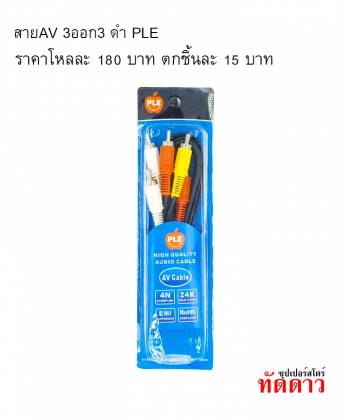 สายAV 3ออก3 ดำ PLE
ราคาโหลละ 180 บาท ตกชิ้นละ 15 บาท
PLE
PLE
HIGH QUALITY
AUDIO CABLE
AV Cable
4N
24K
EMI
RoHS
ซุปเปอร์สโตร์
ทัดดาว